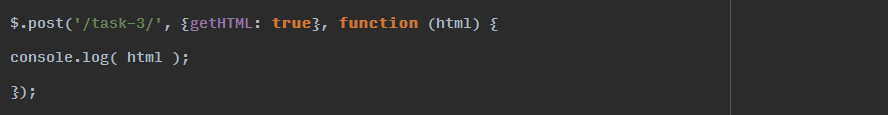 $.post('/task-3/', {getHTML: true}, function (html) {
console.log( html );
});